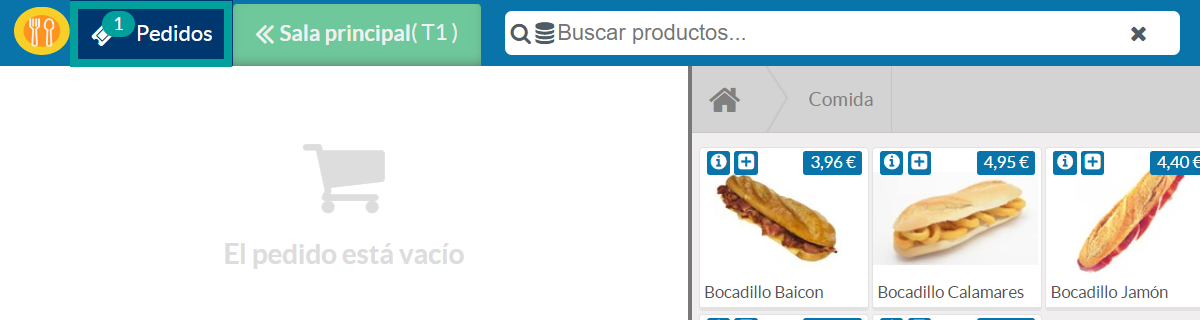 1
Pedidos
Sala principal( T1 )
Buscar productos...
El pedido está vacío
Comida
3,96 €
4,95 €
4,40 €
Bocadillo Baicon
Bocadillo Calamares
Bocadillo Jamón